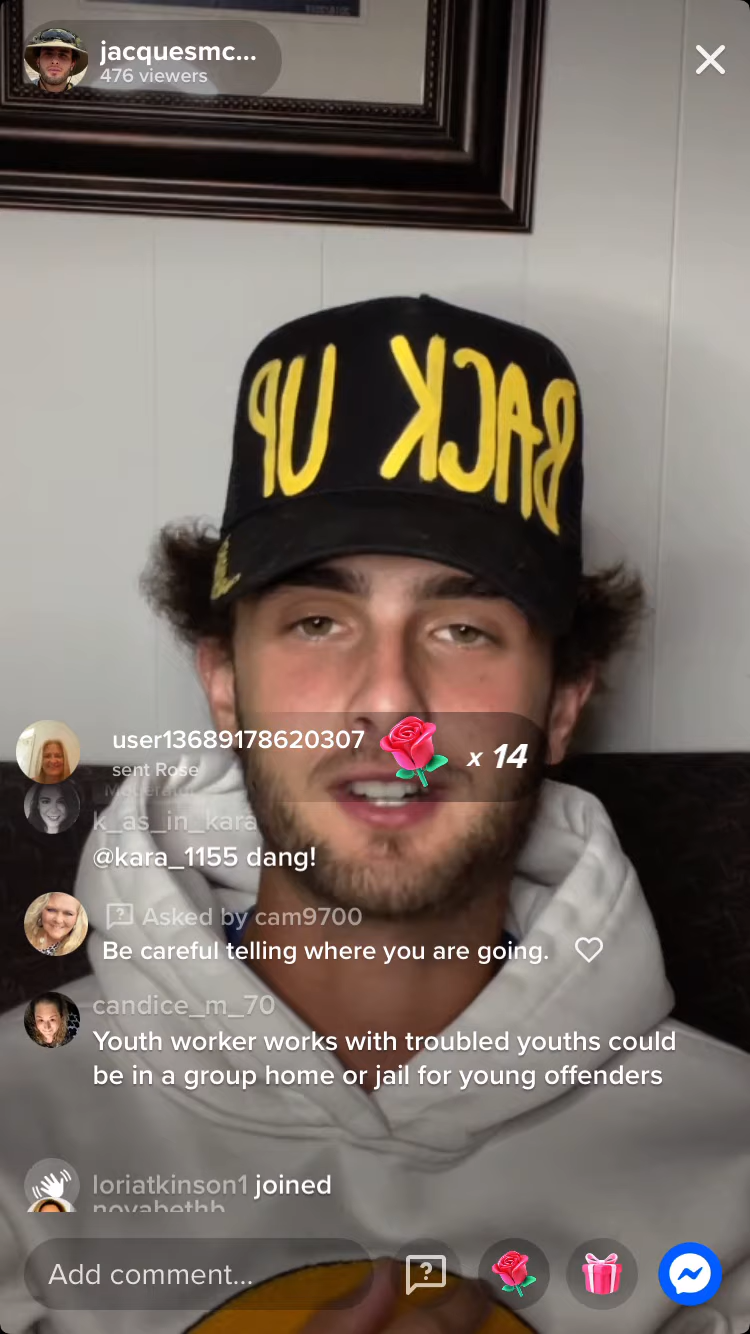 jacquesmc...
476 viewers
BACK UP
user13689178620307
sent Rose
x 14
Moderator
k_as_in_kara
@kara_1155 dang!
Asked by cam9700
Be careful telling where you are going.
candice_m_70
Youth worker works with troubled youths could
be in a group home or jail for young offenders
loriatkinson1 joined
novabethb
Add comment...